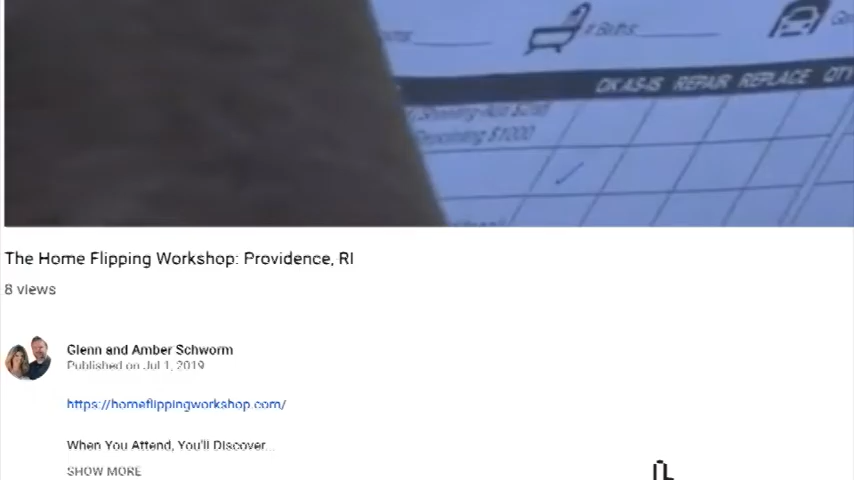 # Baths
OK AS-IS REPAIR REPLACE QTY
$1000
The Home Flipping Workshop: Providence, RI
8 views
Glenn and Amber Schworm
Published on Jul 1, 2019
https://homeflippingworkshop.com/
When You Attend, You'll Discover...
SHOW MORE